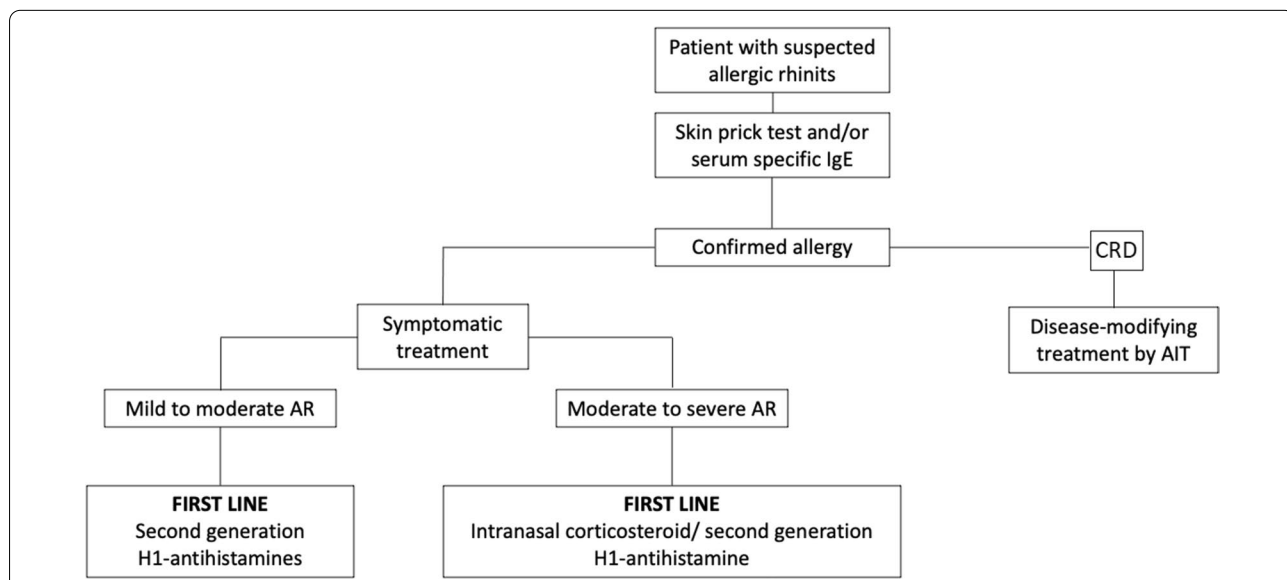 Patient with suspected
allergic rhinits
Skin prick test and/or
serum specific IgE
Confirmed allergy
CRD
Symptomatic
treatment
Disease-modifying
treatment by AIT
Mild to moderate AR
Moderate to severe AR
FIRST LINE
Second generation
H1-antihistamines
FIRST LINE
Intranasal corticosteroid/ second generation
H1-antihistamine